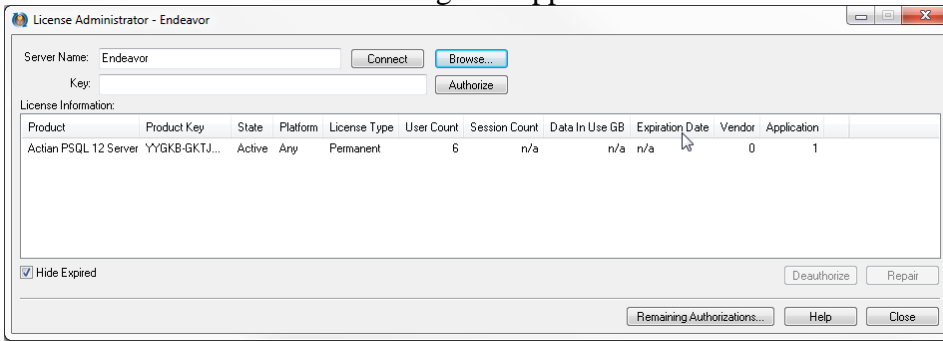 License Administrator - Endeavor
Server Name: Endeavor Connect Browse...
Key: Authorize
License Information:
Product Product Key State Platform License Type User Count Session Count Data In Use GB Expiration Date Vendor Application
Actian PSQL 12 Server YYGKB-GKTJ... Active Any Permanent 6 n/a n/a n/a 0 1
Hide Expired Deauthorize Repair
Remaining Authorizations... Help Close